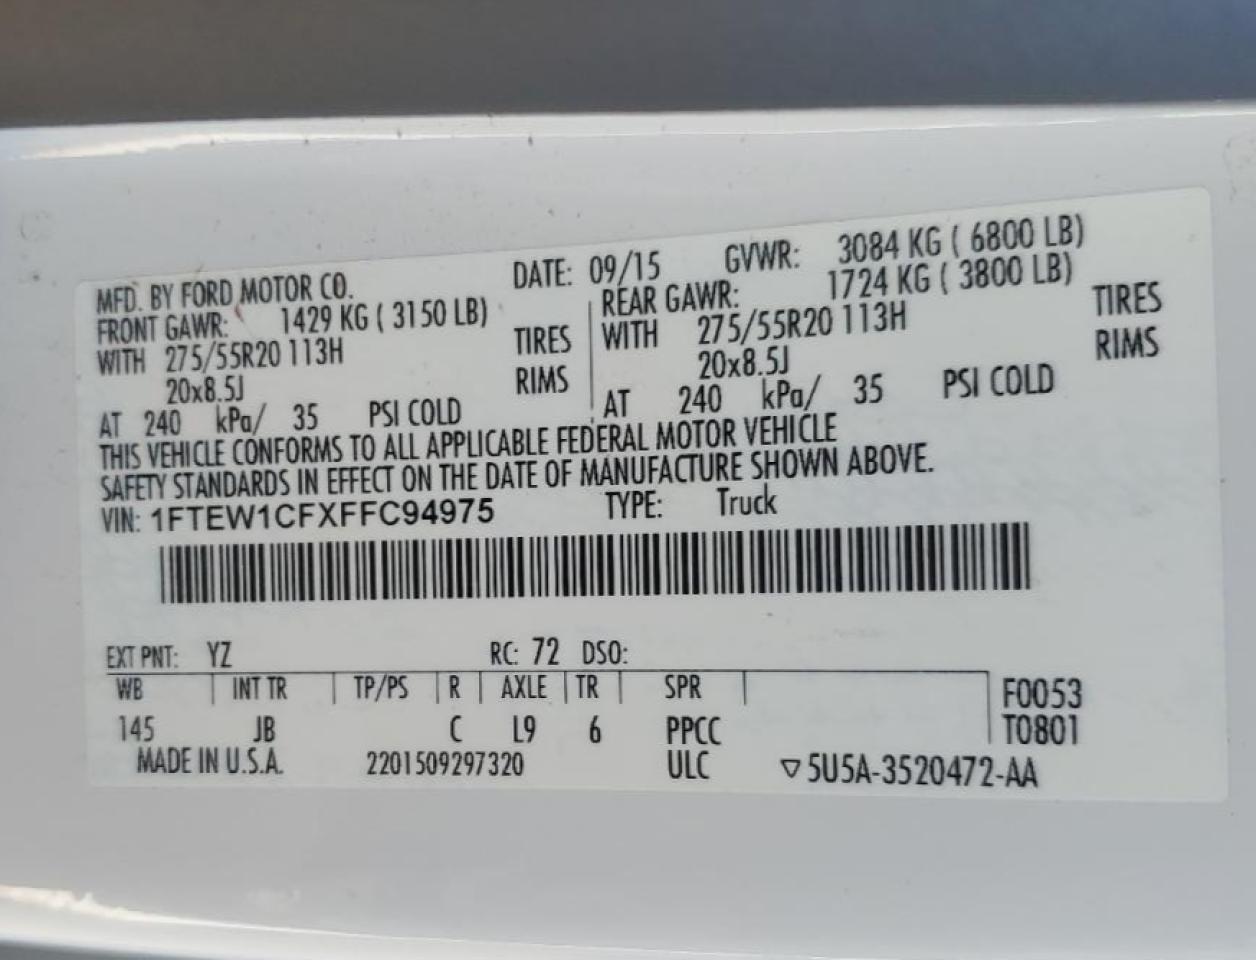 MFD. BY FORD MOTOR CO. DATE: 09/15 GVWR: 3084 KG ( 6800 LB)
FRONT GAWR: 1429 KG ( 3150 LB) REAR GAWR: 1724 KG ( 3800 LB)
WITH 275/55R20 113H TIRES WITH 275/55R20 113H TIRES
20x8.5J RIMS 20x8.5J RIMS
AT 240 kPa/ 35 PSI COLD AT 240 kPa/ 35 PSI COLD
THIS VEHICLE CONFORMS TO ALL APPLICABLE FEDERAL MOTOR VEHICLE
SAFETY STANDARDS IN EFFECT ON THE DATE OF MANUFACTURE SHOWN ABOVE.
VIN: 1FTEW1CFXFFC94975 TYPE: Truck
EXT PNT: YZ RC: 72 DSO:
WB INT TR TP/PS R AXLE TR SPR F0053
145 JB C L9 6 PPCC T0801
MADE IN U.S.A. 2201509297320 ULC ▽5U5A-3520472-AA